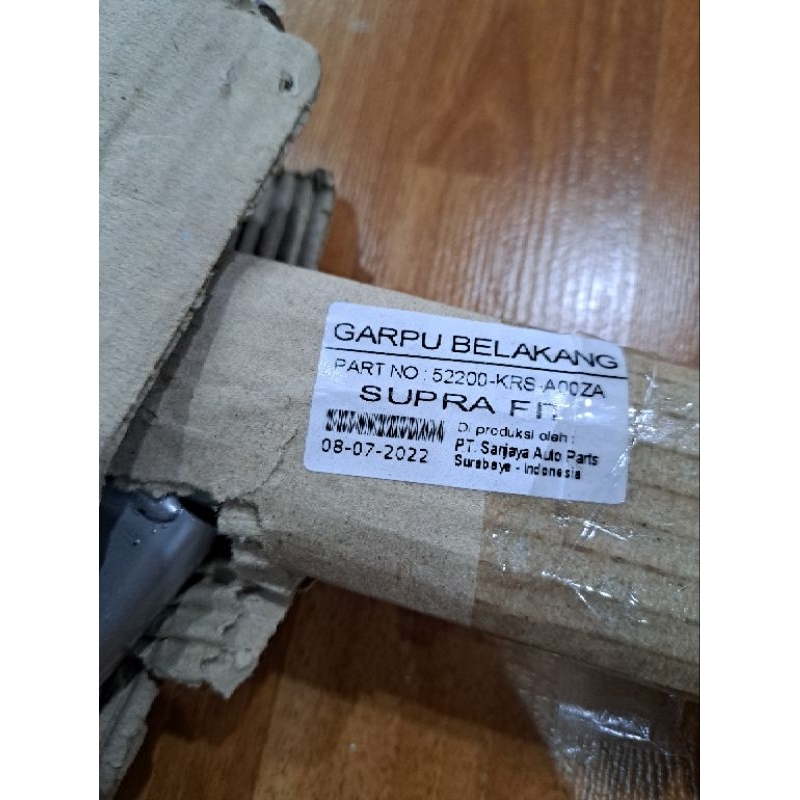 GARPU BELAKANG
PART NO : 52200-KRS-A00ZA
SUPRA FIT
Di produksi oleh :
08-07-2022
PT. Sanjaya Auto Parts
Surabaya - Indonesia